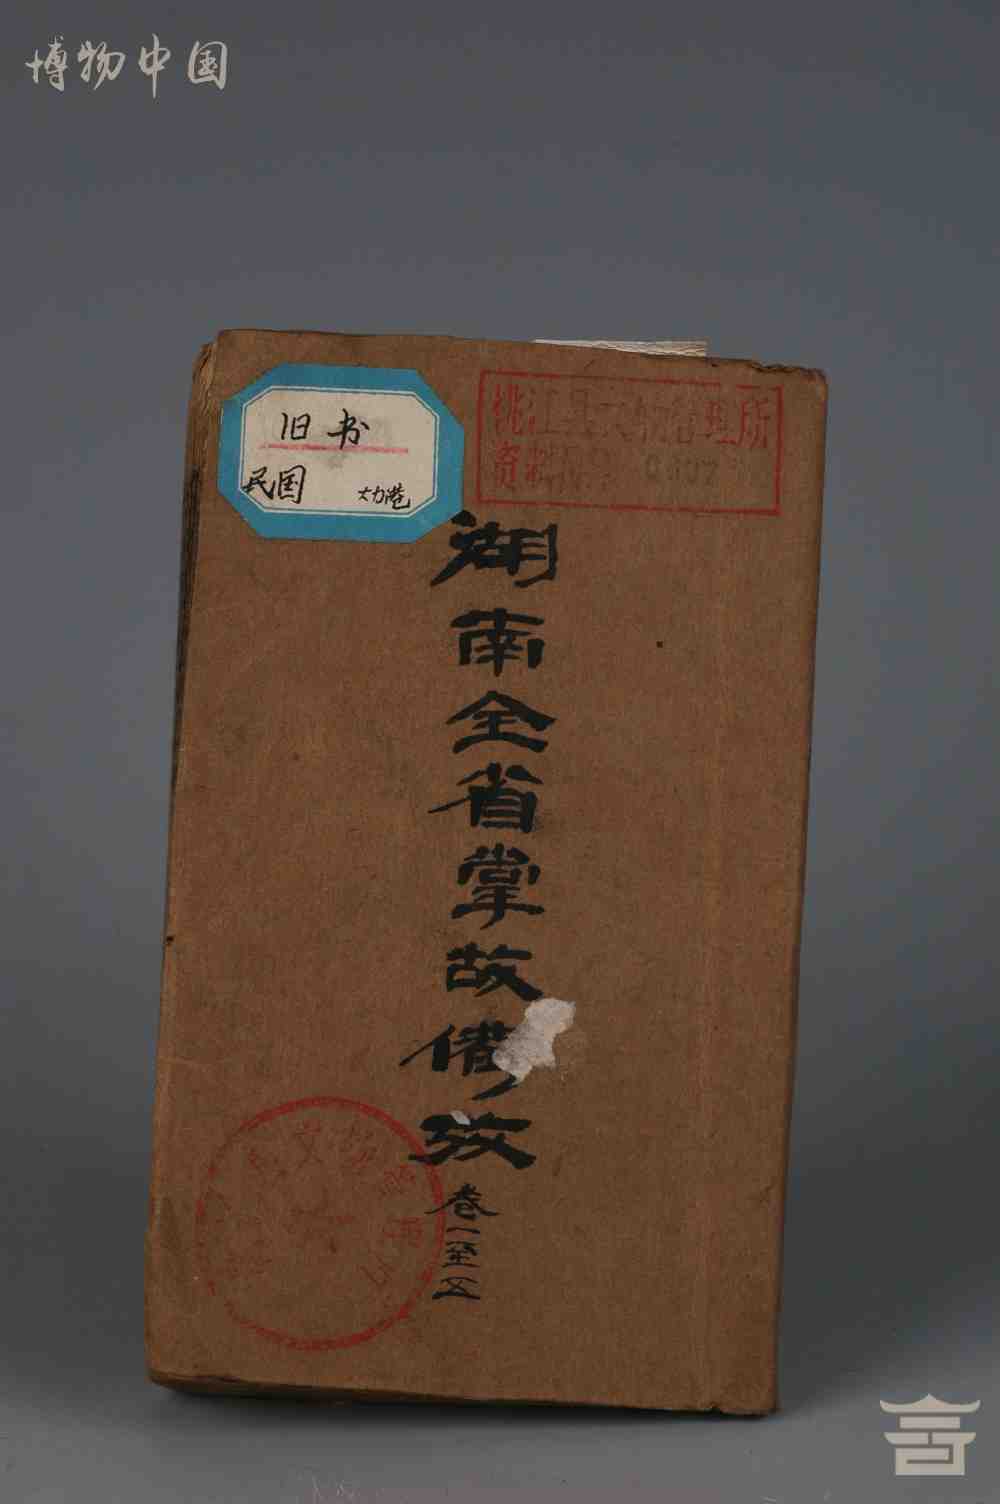 博物中国
旧书
民国
桃江县文物管理所
湖南全省掌故備攷
卷一至五